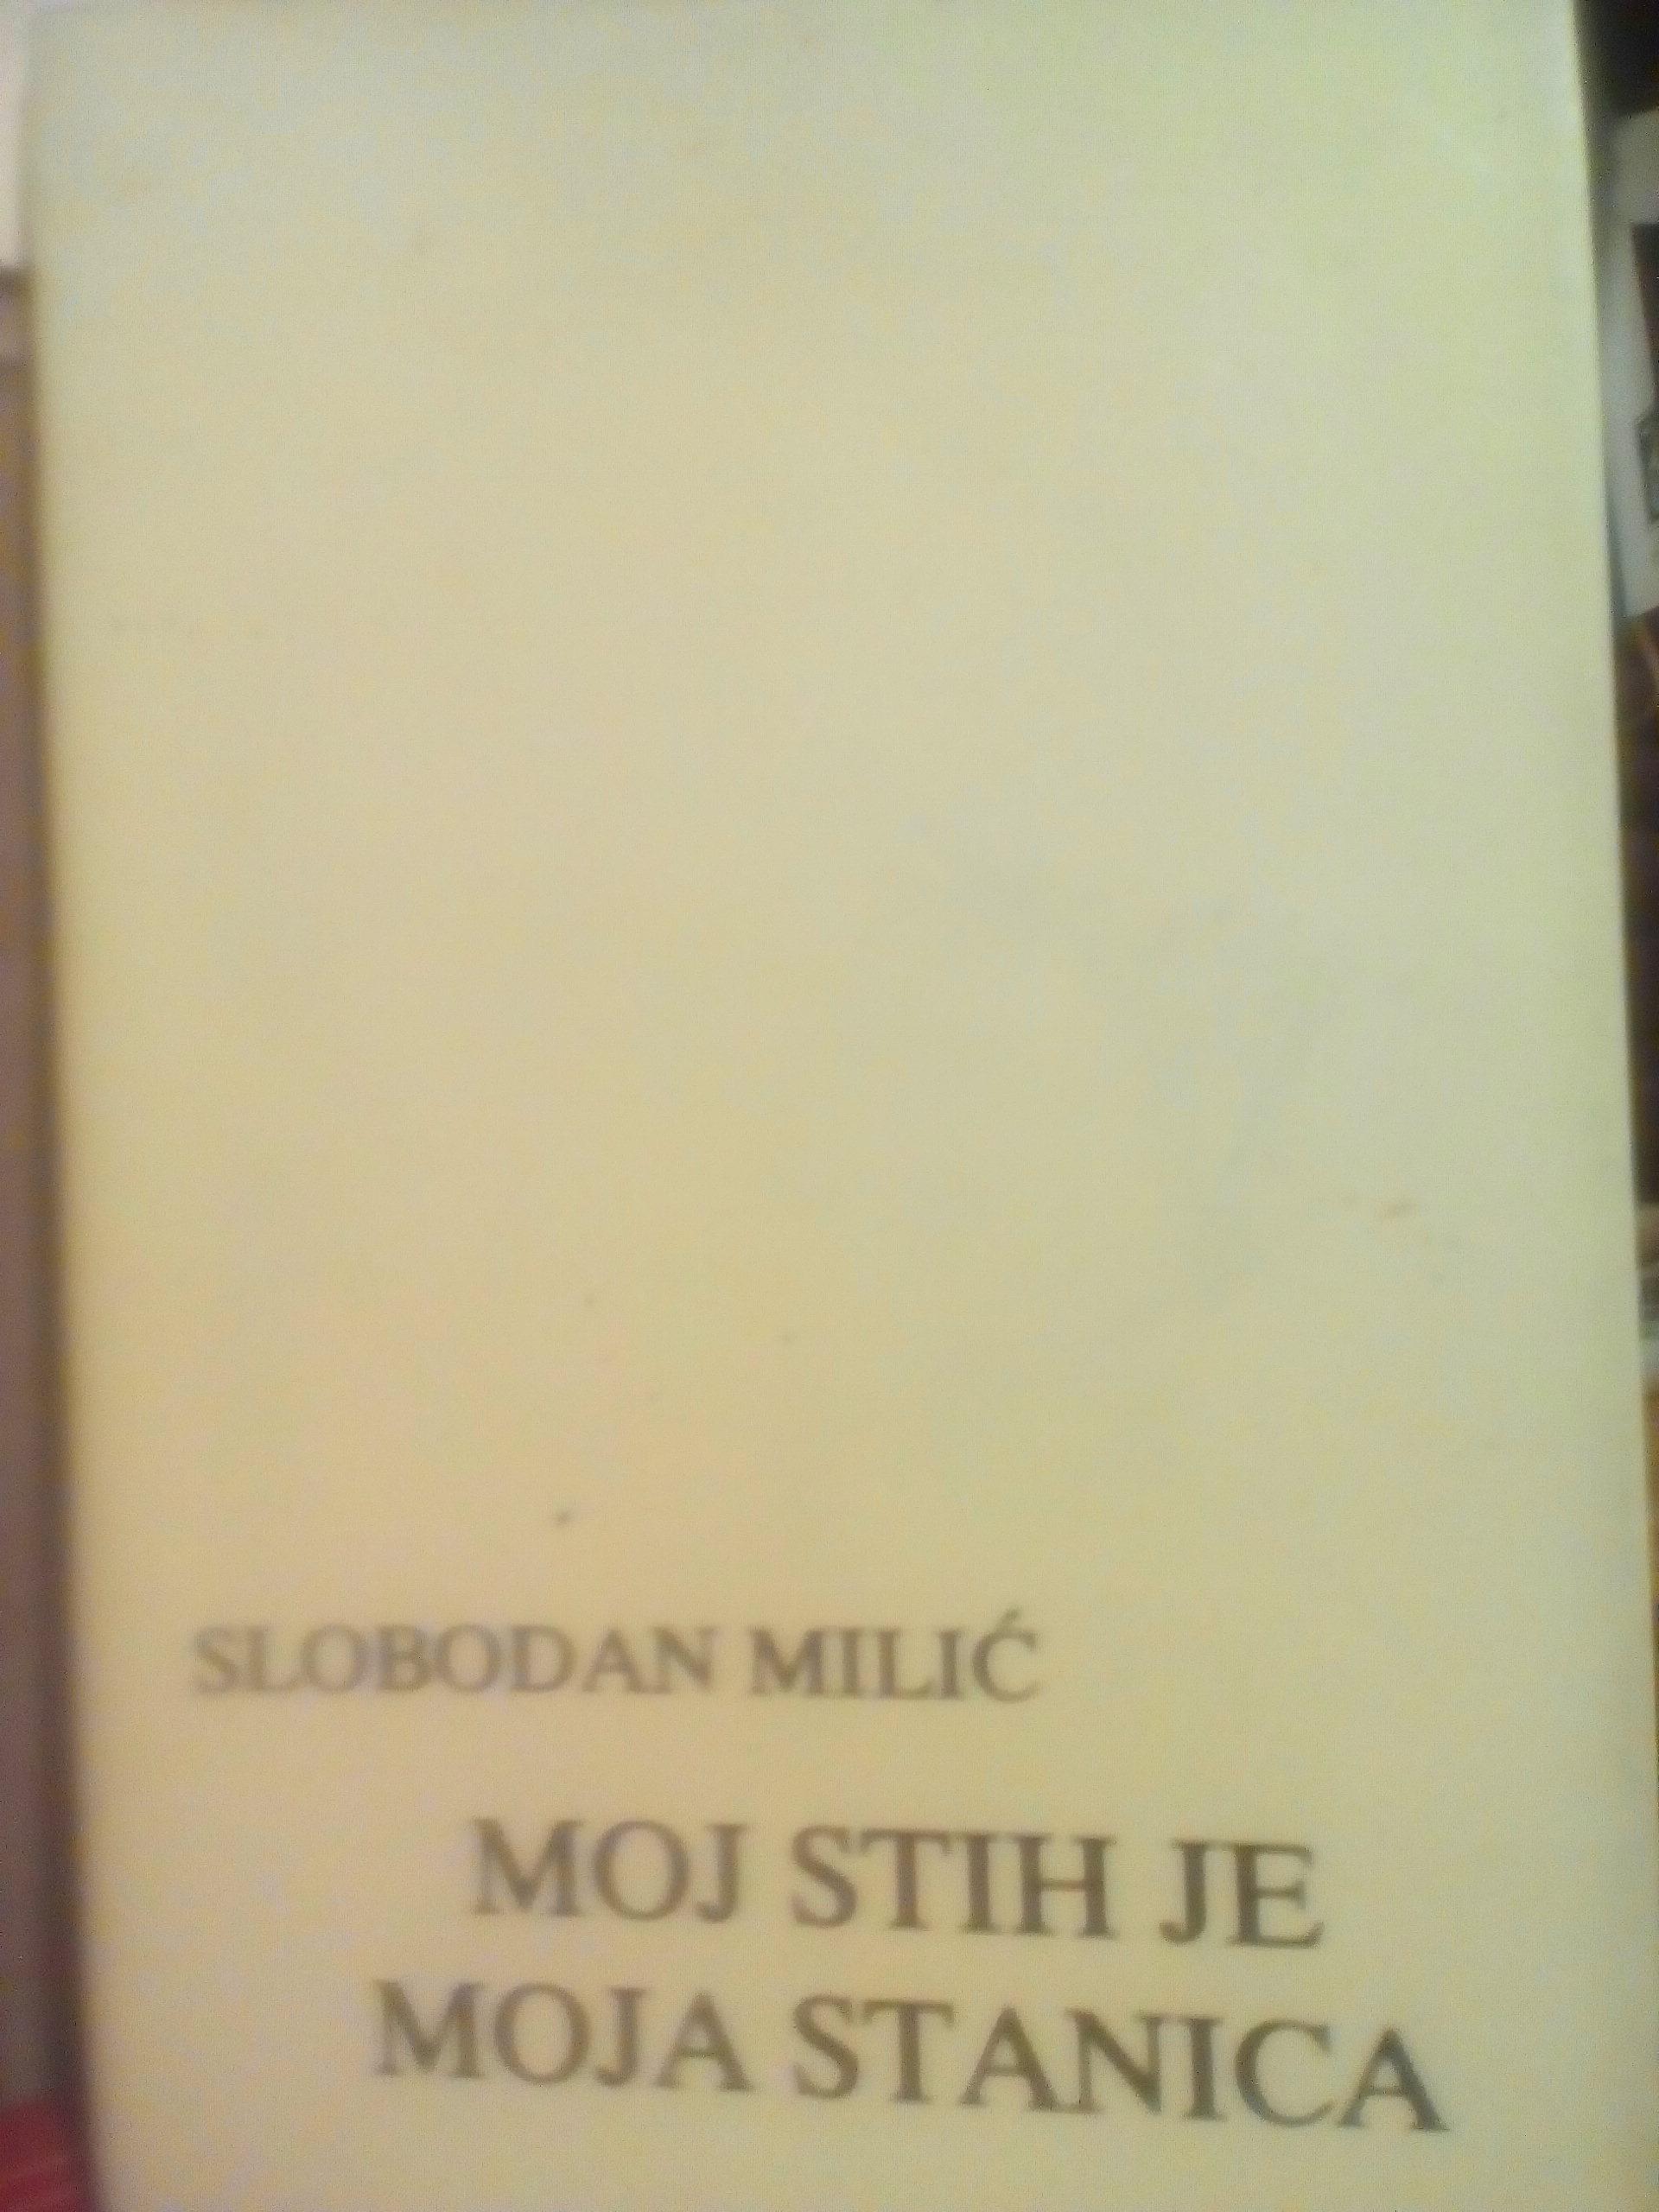 SLOBODAN MILIĆ
MOJ STIH JE
MOJA STANICA